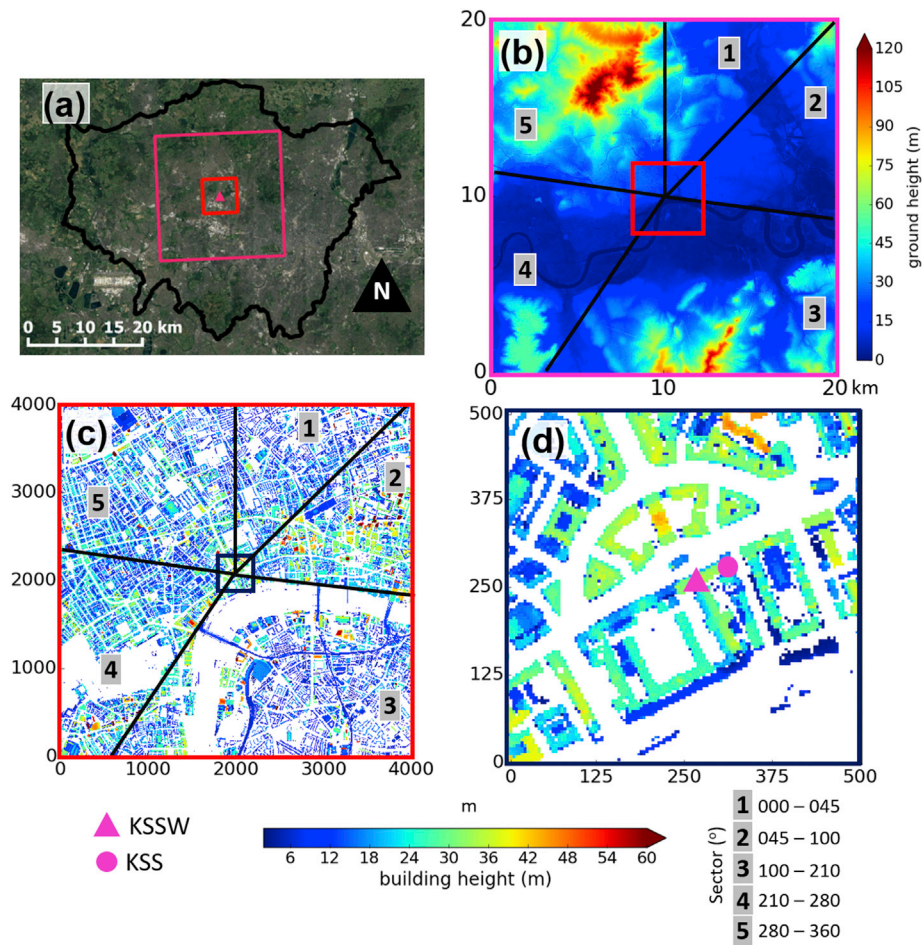 (a)
N
0 5 10 15 20 km
(b)
20
10
0
0 10 20 km
1
2
3
4
5
120
105
90
75
60
45
30
15
0
ground height (m)
(c)
4000
3000
2000
1000
0
0 1000 2000 3000 4000
1
2
3
4
5
(d)
500
375
250
125
0
0 125 250 375 500
KSSW
KSS
m
6 12 18 24 36 42 48 54 60
building height (m)
Sector (°)
1 000 – 045
2 045 – 100
3 100 – 210
4 210 – 280
5 280 – 360